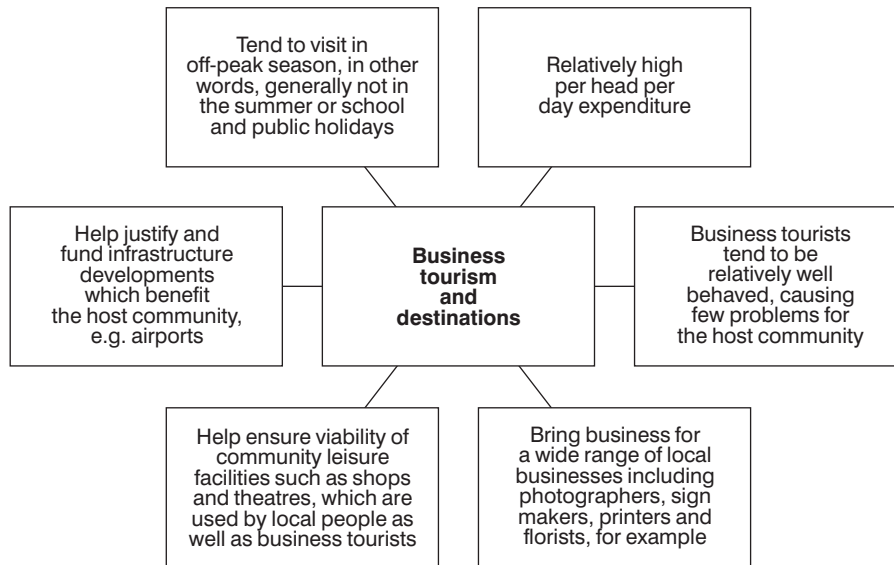 Tend to visit in
off-peak season, in other
words, generally not in
the summer or school
and public holidays
Relatively high
per head per
day expenditure
Help justify and
fund infrastructure
developments
which benefit
the host community,
e.g. airports
Business
tourism
and
destinations
Business tourists
tend to be
relatively well
behaved, causing
few problems for
the host community
Help ensure viability of
community leisure
facilities such as shops
and theatres, which are
used by local people as
well as business tourists
Bring business for
a wide range of local
businesses including
photographers, sign
makers, printers and
florists, for example